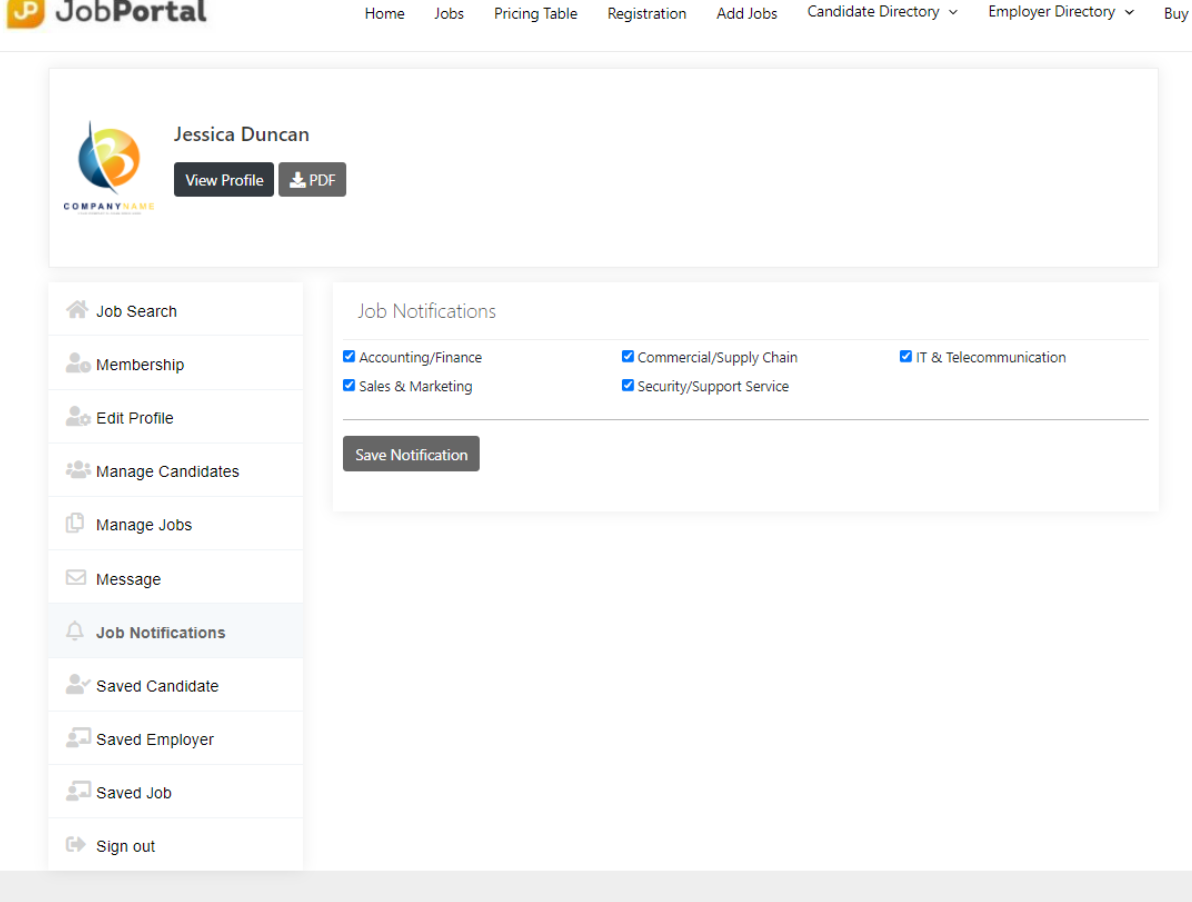 JP JobPortal
Home Jobs Pricing Table Registration Add Jobs Candidate Directory Employer Directory Buy
Jessica Duncan
View Profile PDF
COMPANYNAME
Job Search
Membership
Edit Profile
Manage Candidates
Manage Jobs
Message
Job Notifications
Saved Candidate
Saved Employer
Saved Job
Sign out
Job Notifications
Accounting/Finance Commercial/Supply Chain IT & Telecommunication
Sales & Marketing Security/Support Service
Save Notification